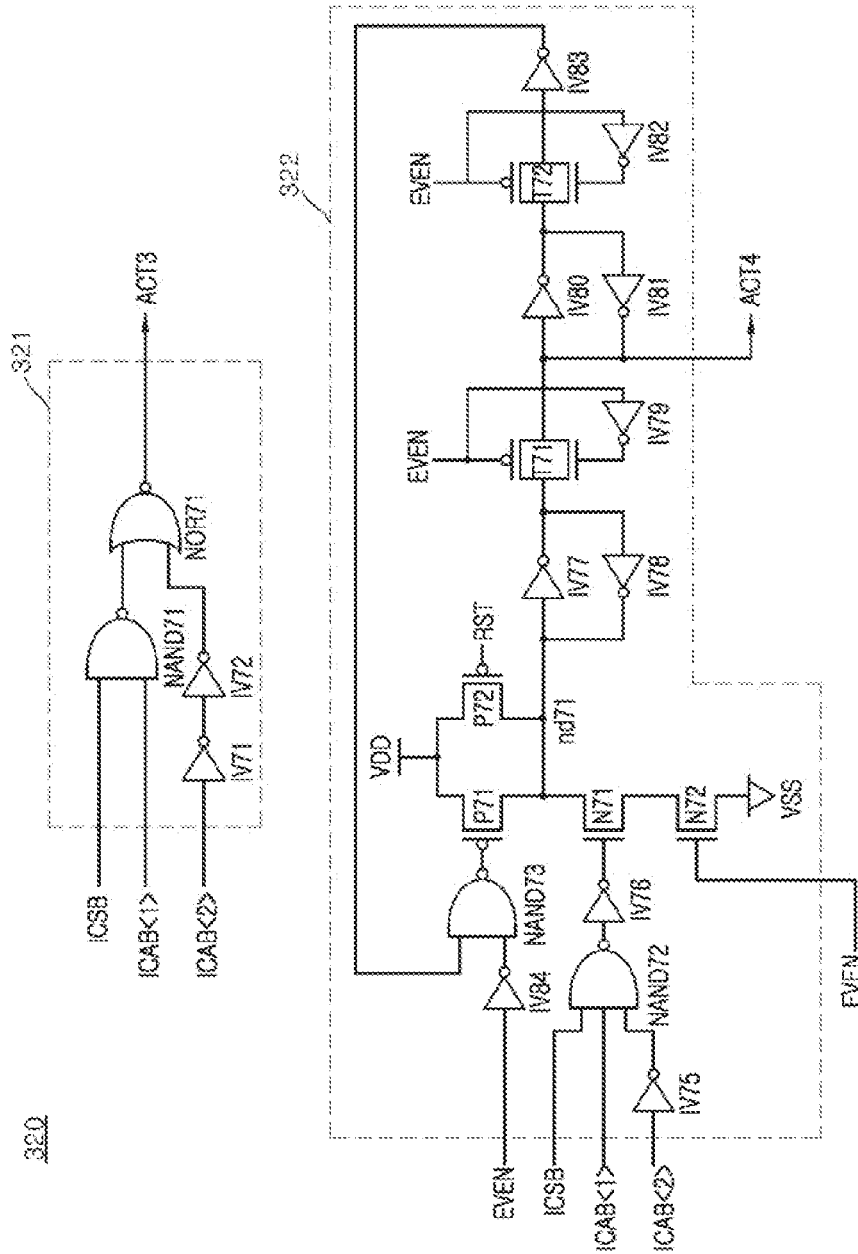 320
321
ICSB
ICAB<1>
ICAB<2>
NAND71
IV71
IV72
NOR71
ACT3
322
EVEN
ICSB
ICAB<1>
ICAB<2>
IV84
IV75
NAND73
NAND72
IV76
VDD
P71
P72
RST
nd71
N71
N72
VSS
EVEN
IV77
IV78
EVEN
T71
IV79
IV80
IV81
ACT4
EVEN
T72
IV82
IV83